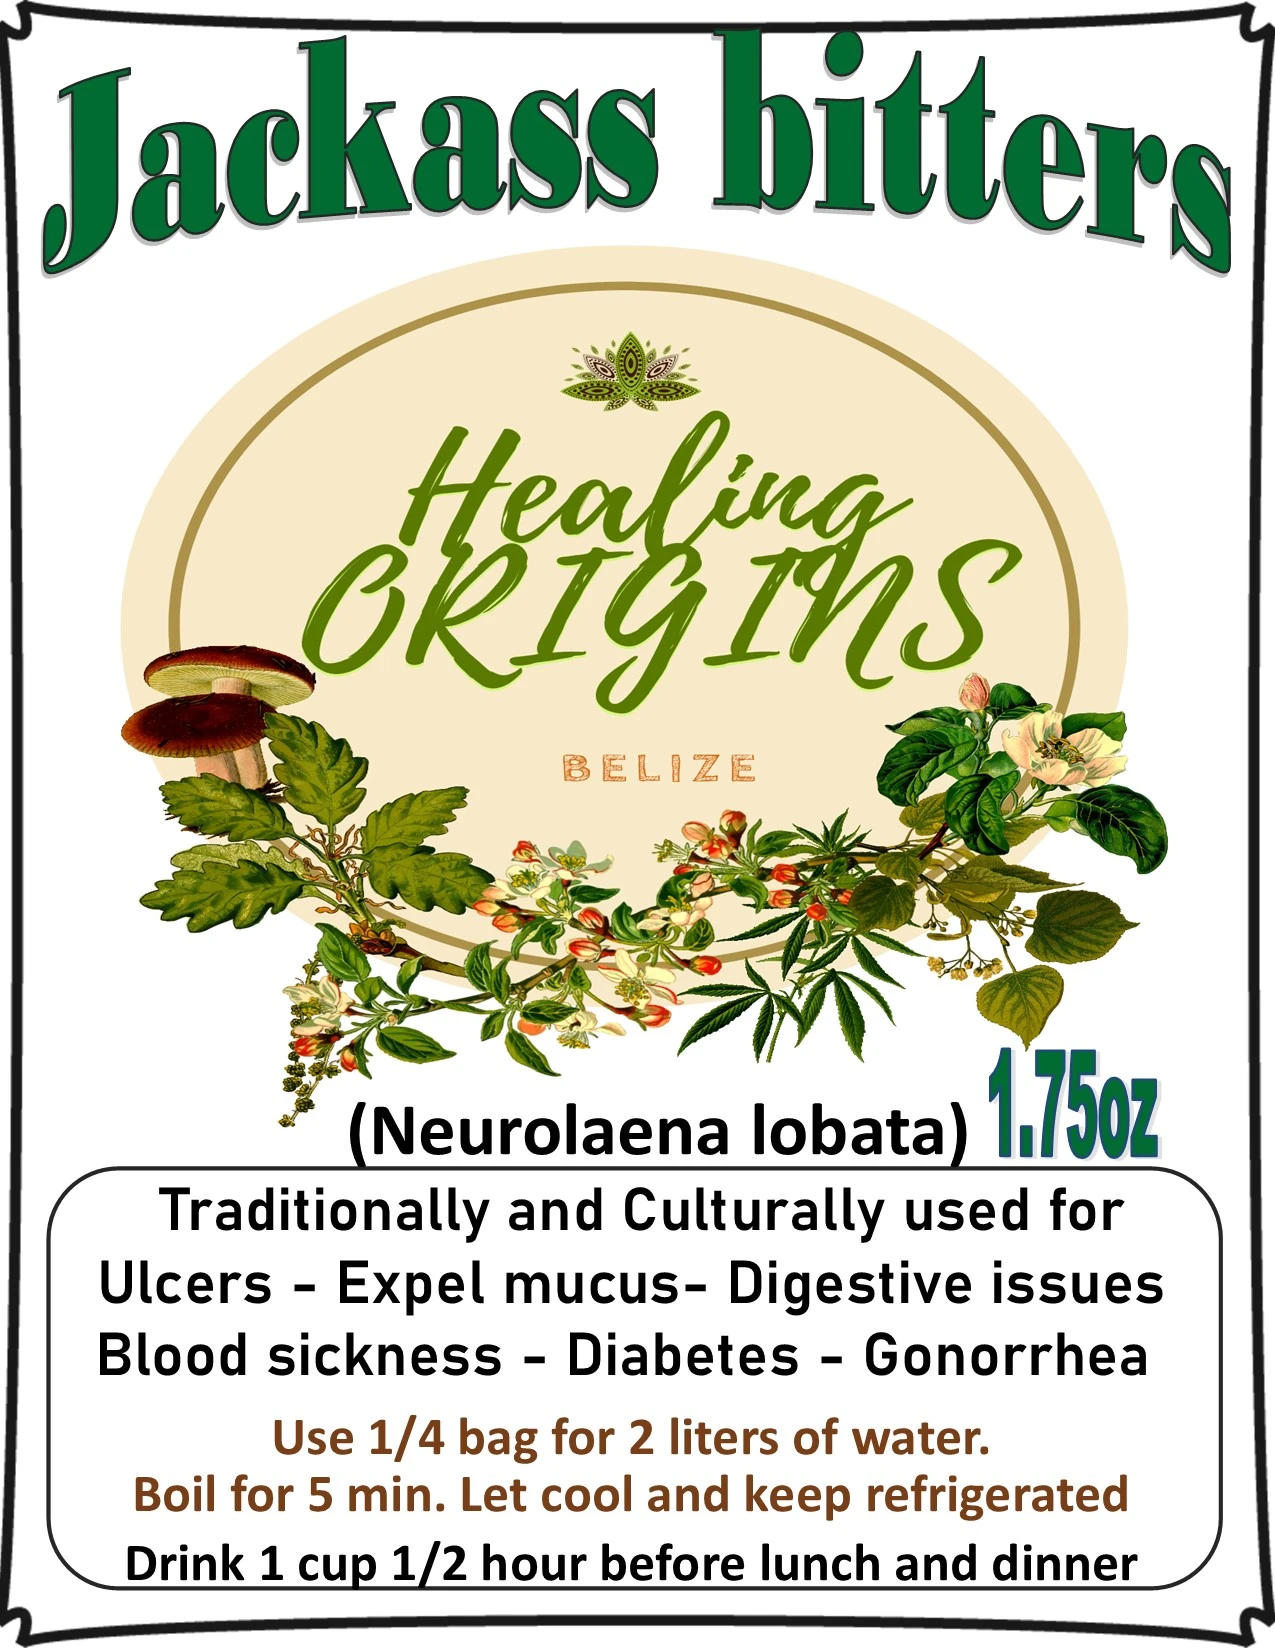 Jackass bitters
Healing
ORIGINS
BELIZE
(Neurolaena lobata) 1.75oz
Traditionally and Culturally used for
Ulcers - Expel mucus- Digestive issues
Blood sickness - Diabetes - Gonorrhea
Use 1/4 bag for 2 liters of water.
Boil for 5 min. Let cool and keep refrigerated
Drink 1 cup 1/2 hour before lunch and dinner